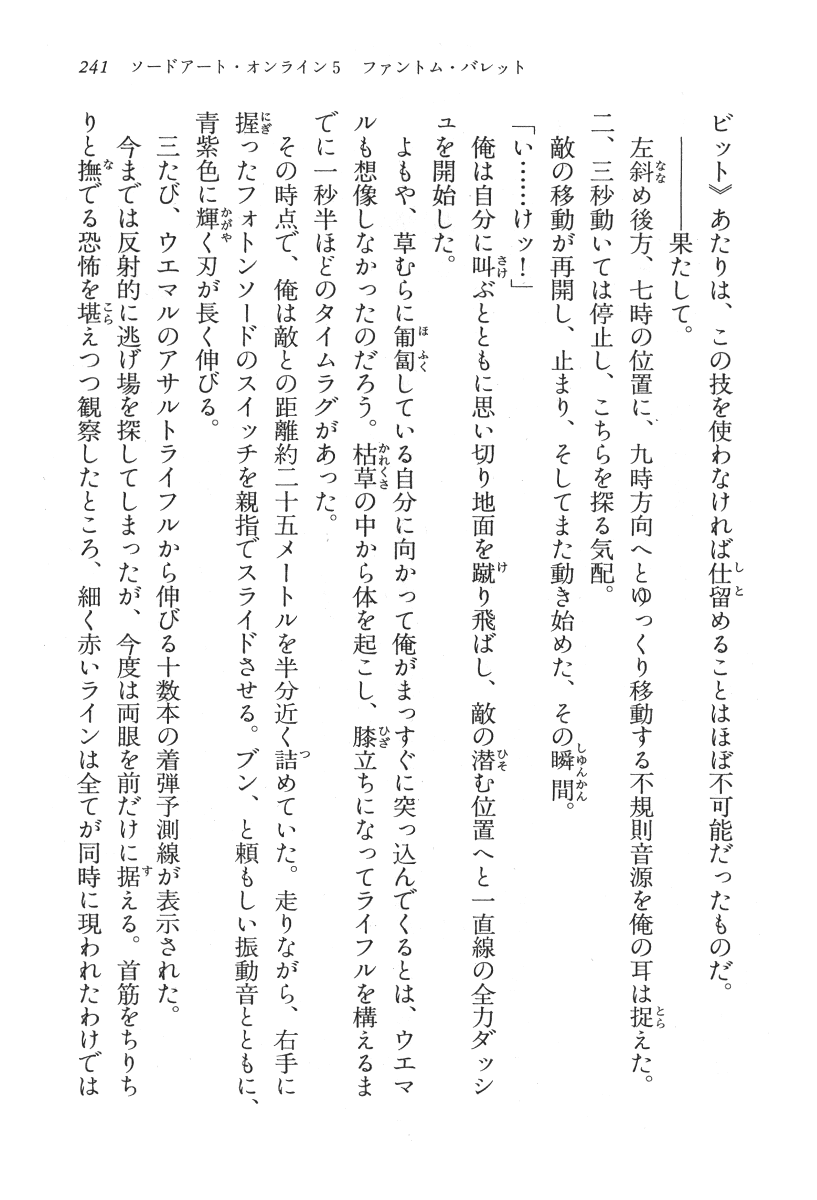 241 ソードアート・オンライン5 ファントム・バレット
ビット》あたりは、この技を使わなければ仕留めることはほぼ不可能だったものだ。
――果たして。
左斜め後方、七時の位置に、九時方向へとゆっくり移動する不規則音源を俺の耳は捉えた。
二、三秒動いては停止し、こちらを探る気配。
敵の移動が再開し、止まり、そしてまた動き始めた、その瞬間。
「い……けッ！」
俺は自分に叫ぶとともに思い切り地面を蹴り飛ばし、敵の潜む位置へと一直線の全力ダッシ
ュを開始した。
よもや、草むらに匍匐している自分に向かって俺がまっすぐに突っ込んでくるとは、ウエマ
ルも想像しなかったのだろう。枯草の中から体を起こし、膝立ちになってライフルを構えるま
でに一秒半ほどのタイムラグがあった。
その時点で、俺は敵との距離約二十五メートルを半分近く詰めていた。走りながら、右手に
握ったフォトンソードのスイッチを親指でスライドさせる。ブン、と頼もしい振動音とともに、
青紫色に輝く刃が長く伸びる。
三たび、ウエマルのアサルトライフルから伸びる十数本の着弾予測線が表示された。
今までは反射的に逃げ場を探してしまったが、今度は両眼を前だけに据える。首筋をちりち
りと撫でる恐怖を堪えつつ観察したところ、細く赤いラインは全てが同時に現われたわけでは